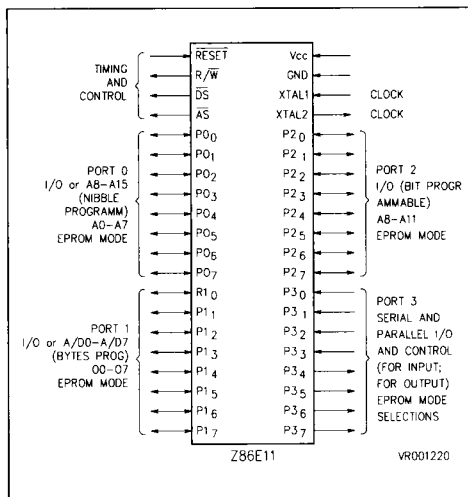 TIMING
AND
CONTROL
RESET
R/W
DS
AS
Vcc
GND
XTAL1
XTAL2
CLOCK
CLOCK
PORT 0
I/O or A8-A15
(NIBBLE
PROGRAMM)
A0-A7
EPROM MODE
P00
P01
P02
P03
P04
P05
P06
P07
P20
P21
P22
P23
P24
P25
P26
P27
PORT 2
I/O (BIT PROGR
AMMABLE)
A8-A11
EPROM MODE
PORT 1
I/O or A/D0-A/D7
(BYTES PROG)
00-07
EPROM MODE
R10
P11
P12
P13
P14
P15
P16
P17
P30
P31
P32
P33
P34
P35
P36
P37
PORT 3
SERIAL AND
PARALLEL I/O
AND CONTROL
(FOR INPUT;
FOR OUTPUT)
EPROM MODE
SELECTIONS
Z86E11
VR001220